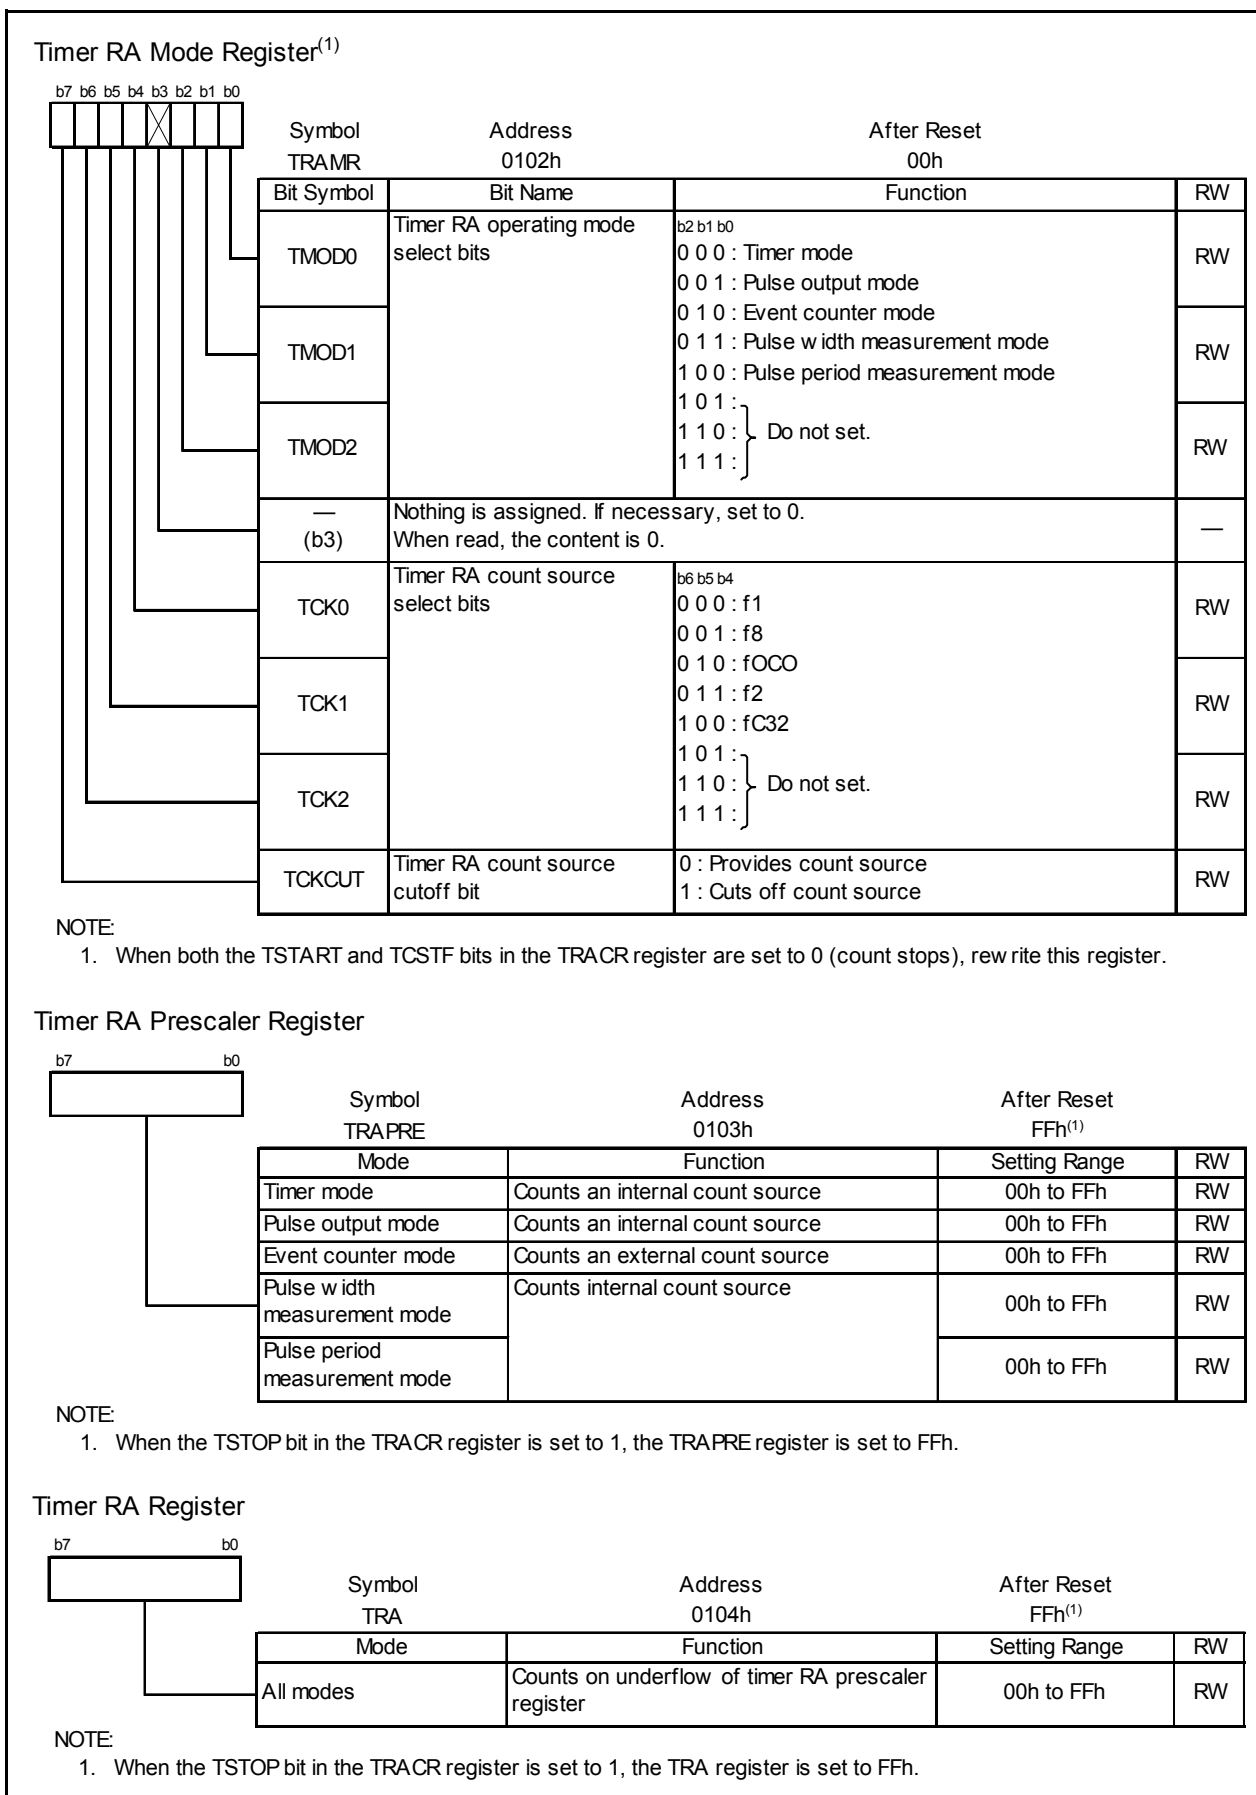 Timer RA Mode Register(1)
b7 b6 b5 b4 b3 b2 b1 b0
Symbol Address After Reset
TRAMR 0102h 00h
Bit Symbol Bit Name Function RW
TMOD0 Timer RA operating mode select bits b2 b1 b0 RW
0 0 0 : Timer mode
0 0 1 : Pulse output mode
0 1 0 : Event counter mode
TMOD1 0 1 1 : Pulse width measurement mode RW
1 0 0 : Pulse period measurement mode
1 0 1 :
TMOD2 1 1 0 : Do not set. RW
1 1 1 :
— Nothing is assigned. If necessary, set to 0. —
(b3) When read, the content is 0.
TCK0 Timer RA count source select bits b6 b5 b4 RW
0 0 0 : f1
0 0 1 : f8
0 1 0 : fOCO
TCK1 0 1 1 : f2 RW
1 0 0 : fC32
1 0 1 :
TCK2 1 1 0 : Do not set. RW
1 1 1 :
TCKCUT Timer RA count source cutoff bit 0 : Provides count source RW
1 : Cuts off count source
NOTE:
1. When both the TSTART and TCSTF bits in the TRACR register are set to 0 (count stops), rewrite this register.
Timer RA Prescaler Register
b7 b0
Symbol Address After Reset
TRAPRE 0103h FFh(1)
Mode Function Setting Range RW
Timer mode Counts an internal count source 00h to FFh RW
Pulse output mode Counts an internal count source 00h to FFh RW
Event counter mode Counts an external count source 00h to FFh RW
Pulse width measurement mode Counts internal count source 00h to FFh RW
Pulse period measurement mode 00h to FFh RW
NOTE:
1. When the TSTOP bit in the TRACR register is set to 1, the TRAPRE register is set to FFh.
Timer RA Register
b7 b0
Symbol Address After Reset
TRA 0104h FFh(1)
Mode Function Setting Range RW
All modes Counts on underflow of timer RA prescaler register 00h to FFh RW
NOTE:
1. When the TSTOP bit in the TRACR register is set to 1, the TRA register is set to FFh.